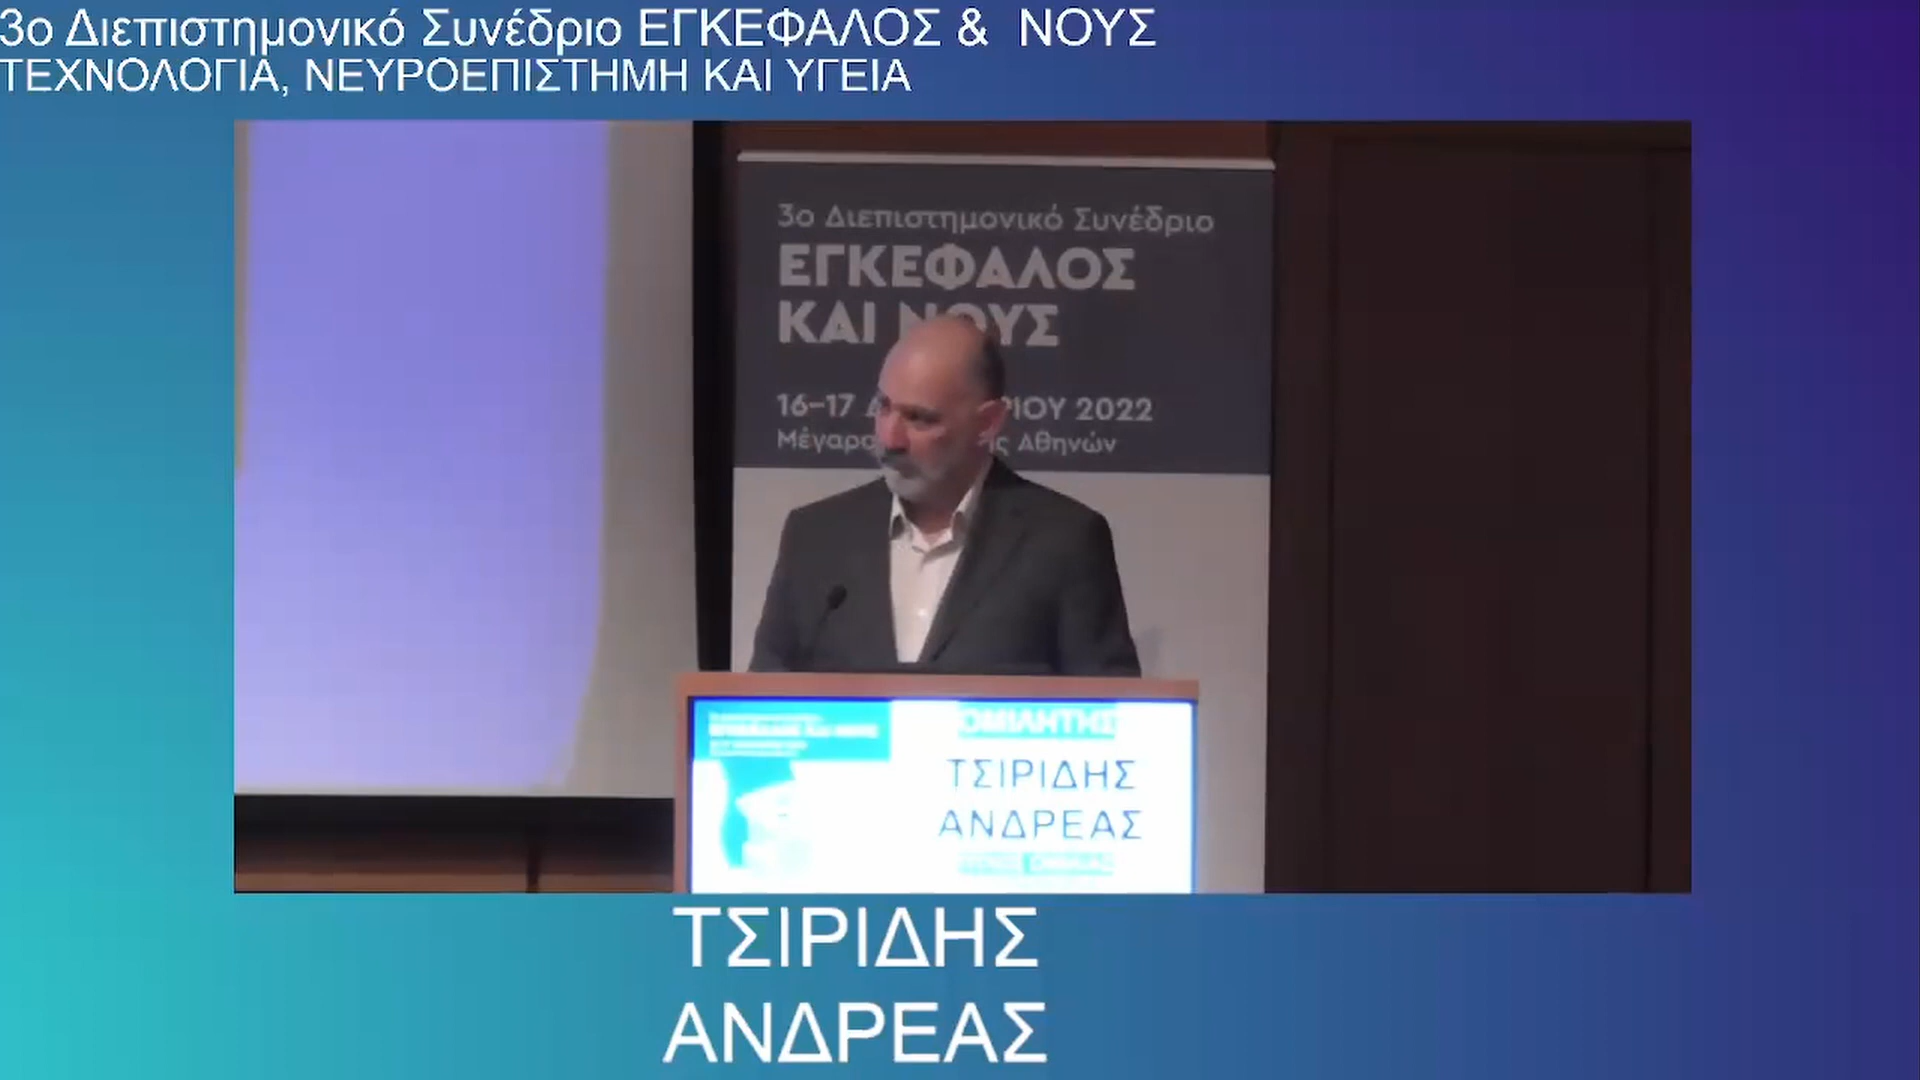 3ο Διεπιστημονικό Συνέδριο ΕΓΚΕΦΑΛΟΣ & ΝΟΥΣ
ΤΕΧΝΟΛΟΓΙΑ, ΝΕΥΡΟΕΠΙΣΤΗΜΗ ΚΑΙ ΥΓΕΙΑ
3ο Διεπιστημονικό Συνέδριο
ΕΓΚΕΦΑΛΟΣ
ΚΑΙ ΝΟΥΣ
16–17 2022
Αθηνών
ΟΜΙΛΗΤΗΣ
ΤΣΙΡΙΔΗΣ
ΑΝΔΡΕΑΣ
ΤΣΙΡΙΔΗΣ
ΑΝΔΡΕΑΣ